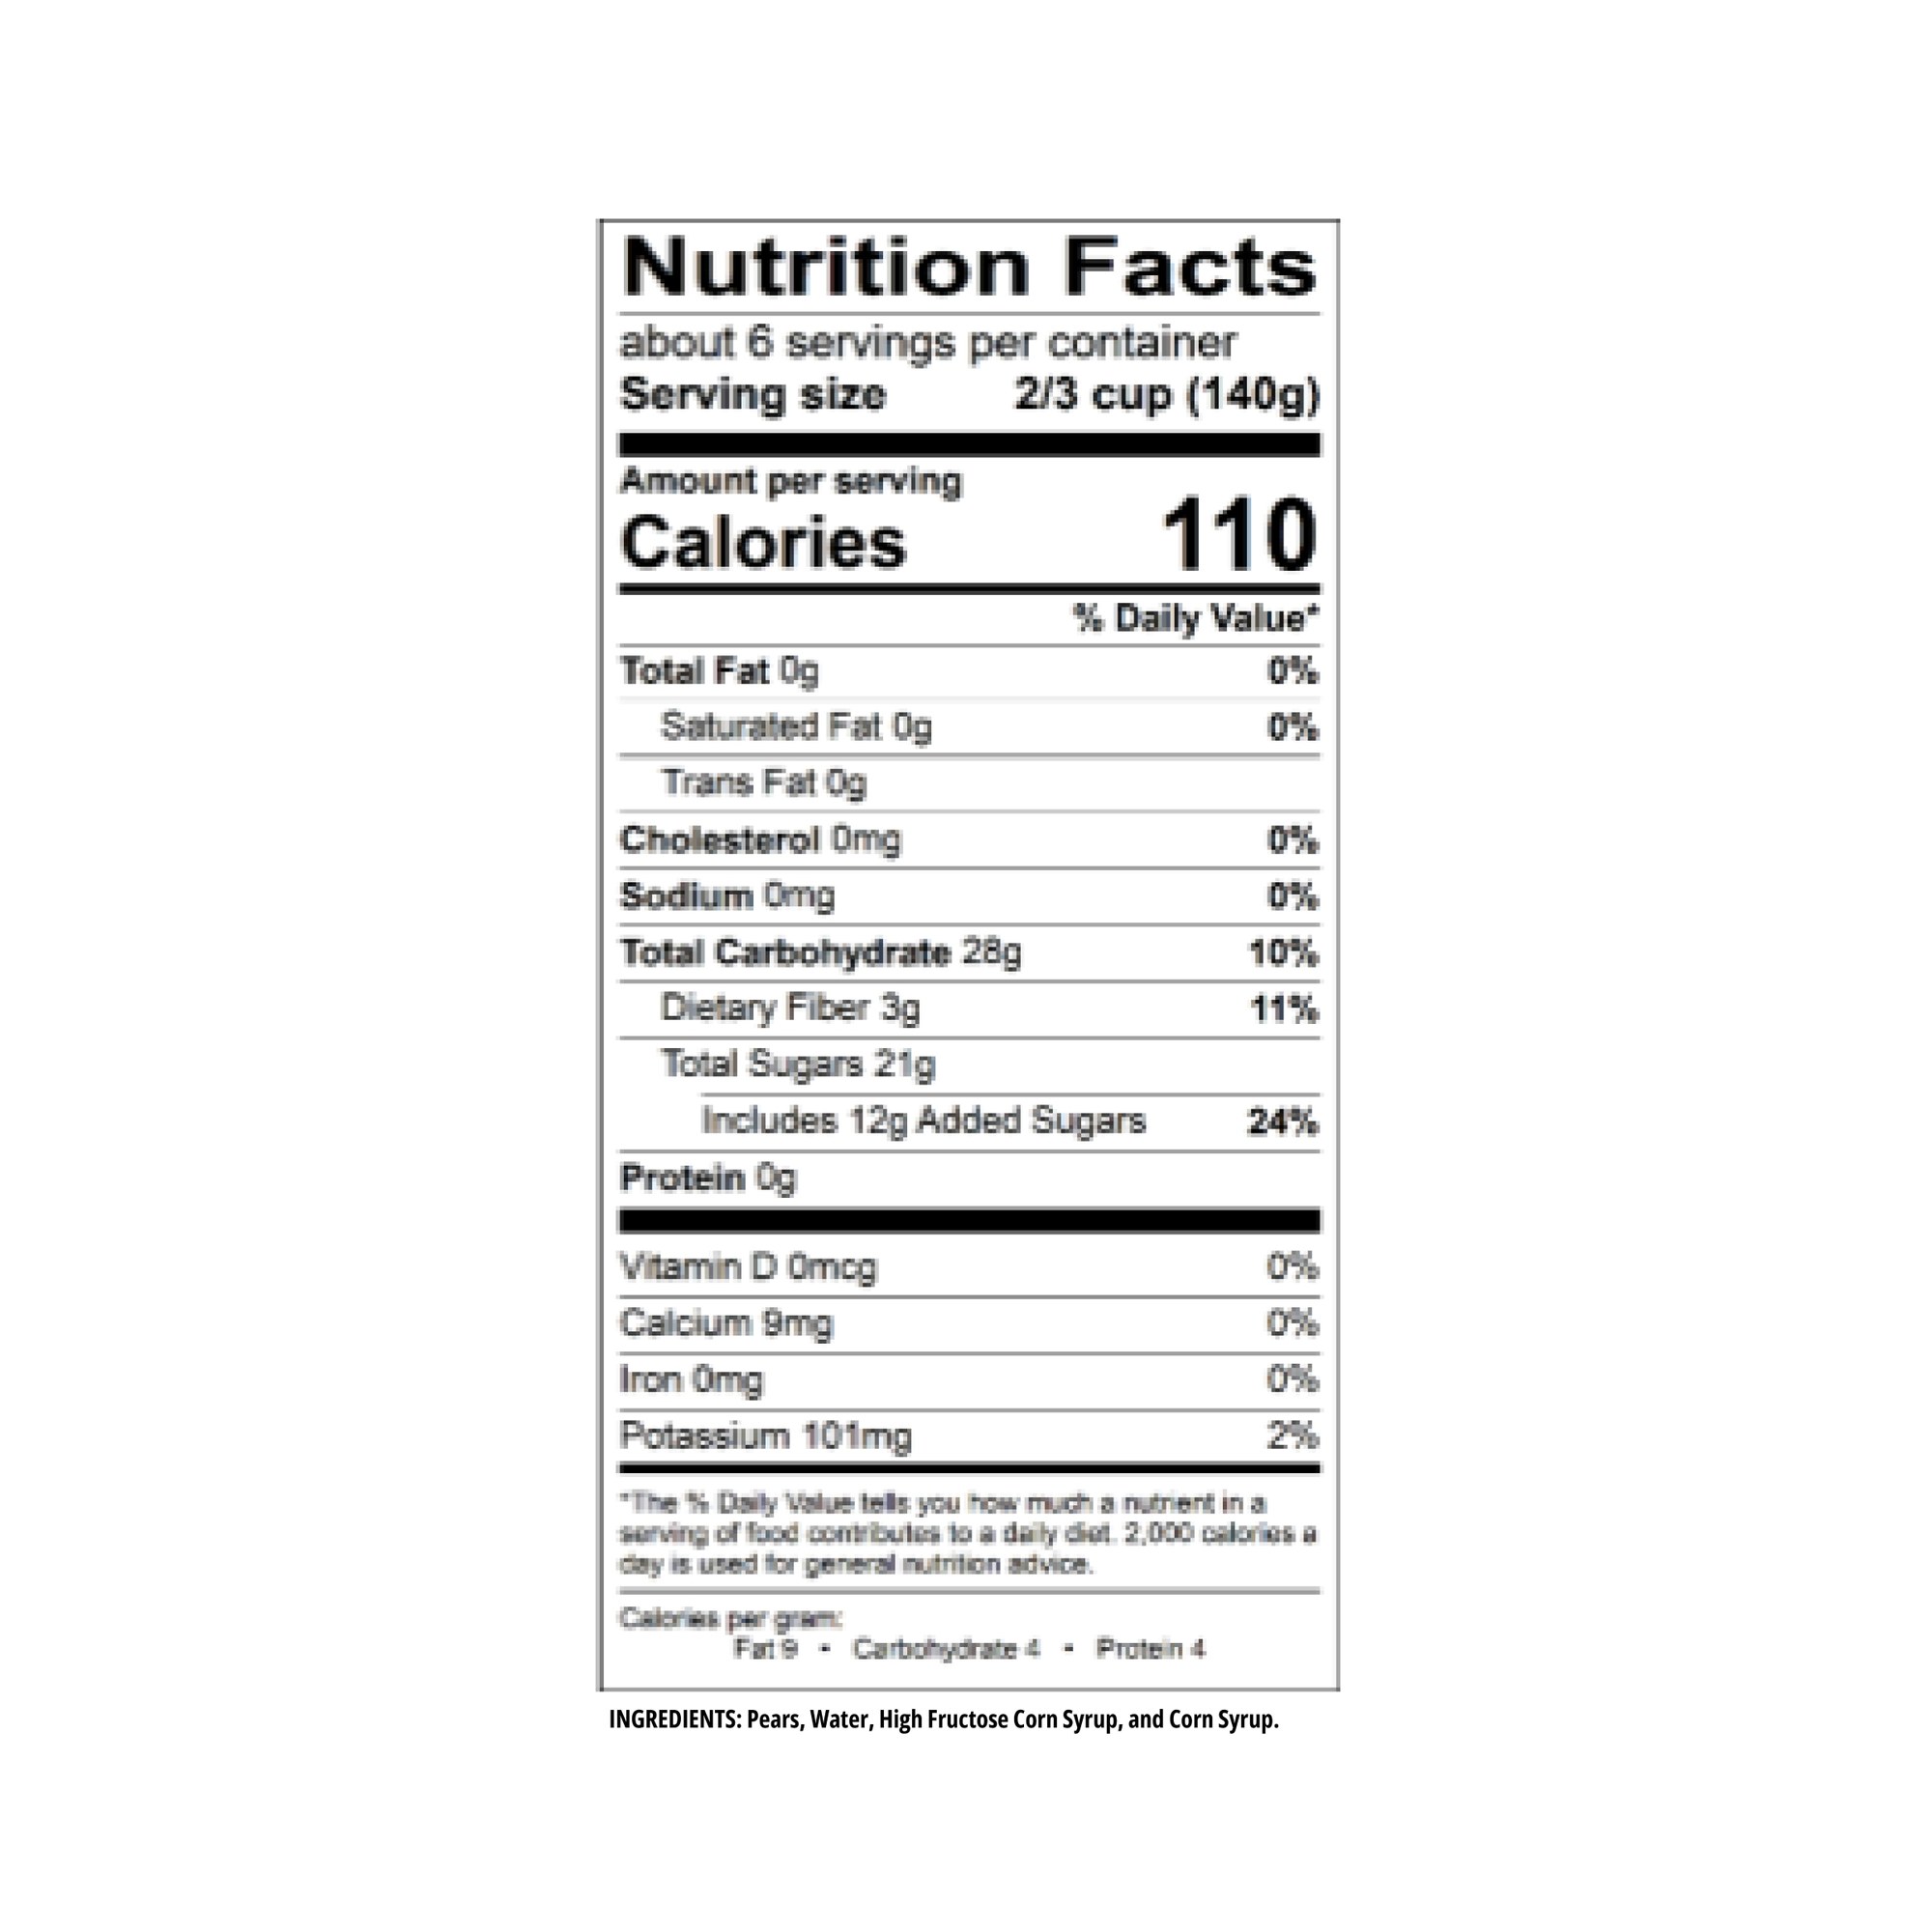 Nutrition Facts
about 6 servings per container
Serving size 2/3 cup (140g)
Amount per serving
Calories 110
% Daily Value*
Total Fat 0g 0%
Saturated Fat 0g 0%
Trans Fat 0g
Cholesterol 0mg 0%
Sodium 0mg 0%
Total Carbohydrate 28g 10%
Dietary Fiber 3g 11%
Total Sugars 21g
Includes 12g Added Sugars 24%
Protein 0g
Vitamin D 0mcg 0%
Calcium 9mg 0%
Iron 0mg 0%
Potassium 101mg 2%
*The % Daily Value tells you how much a nutrient in a
serving of food contributes to a daily diet. 2,000 calories a
day is used for general nutrition advice.
Calories per gram:
Fat 9 • Carbohydrate 4 • Protein 4
INGREDIENTS: Pears, Water, High Fructose Corn Syrup, and Corn Syrup.